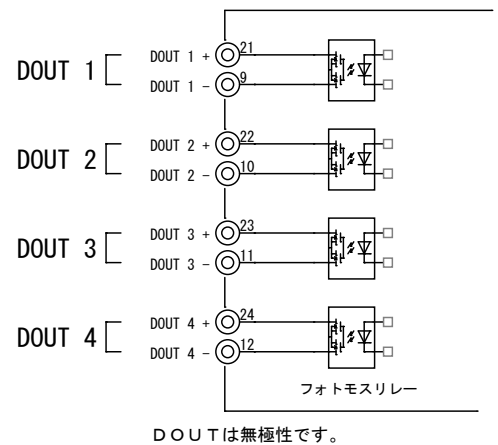 DOUT 1
DOUT 1 +
21
DOUT 1 -
9
DOUT 2
DOUT 2 +
22
DOUT 2 -
10
DOUT 3
DOUT 3 +
23
DOUT 3 -
11
DOUT 4
DOUT 4 +
24
DOUT 4 -
12
フォトモスリレー
ＤＯＵＴは無極性です。